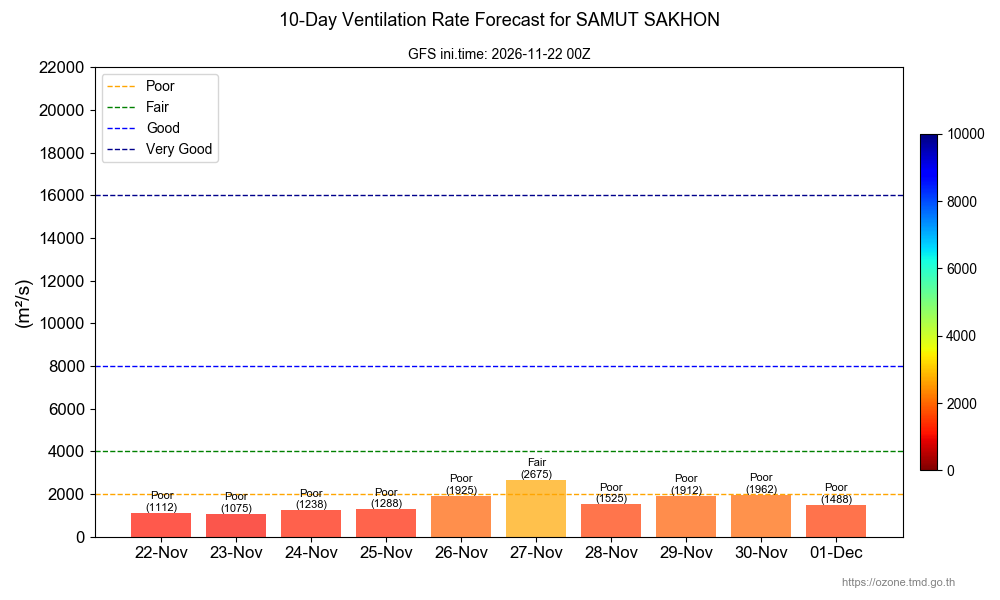 10-Day Ventilation Rate Forecast for SAMUT SAKHON
GFS ini.time: 2026-11-22 00Z
(m²/s)
22000
20000
18000
16000
14000
12000
10000
8000
6000
4000
2000
0
Poor
Fair
Good
Very Good
Poor
(1112)
Poor
(1075)
Poor
(1238)
Poor
(1288)
Poor
(1925)
Fair
(2675)
Poor
(1525)
Poor
(1912)
Poor
(1962)
Poor
(1488)
22-Nov
23-Nov
24-Nov
25-Nov
26-Nov
27-Nov
28-Nov
29-Nov
30-Nov
01-Dec
10000
8000
6000
4000
2000
0
https://ozone.tmd.go.th